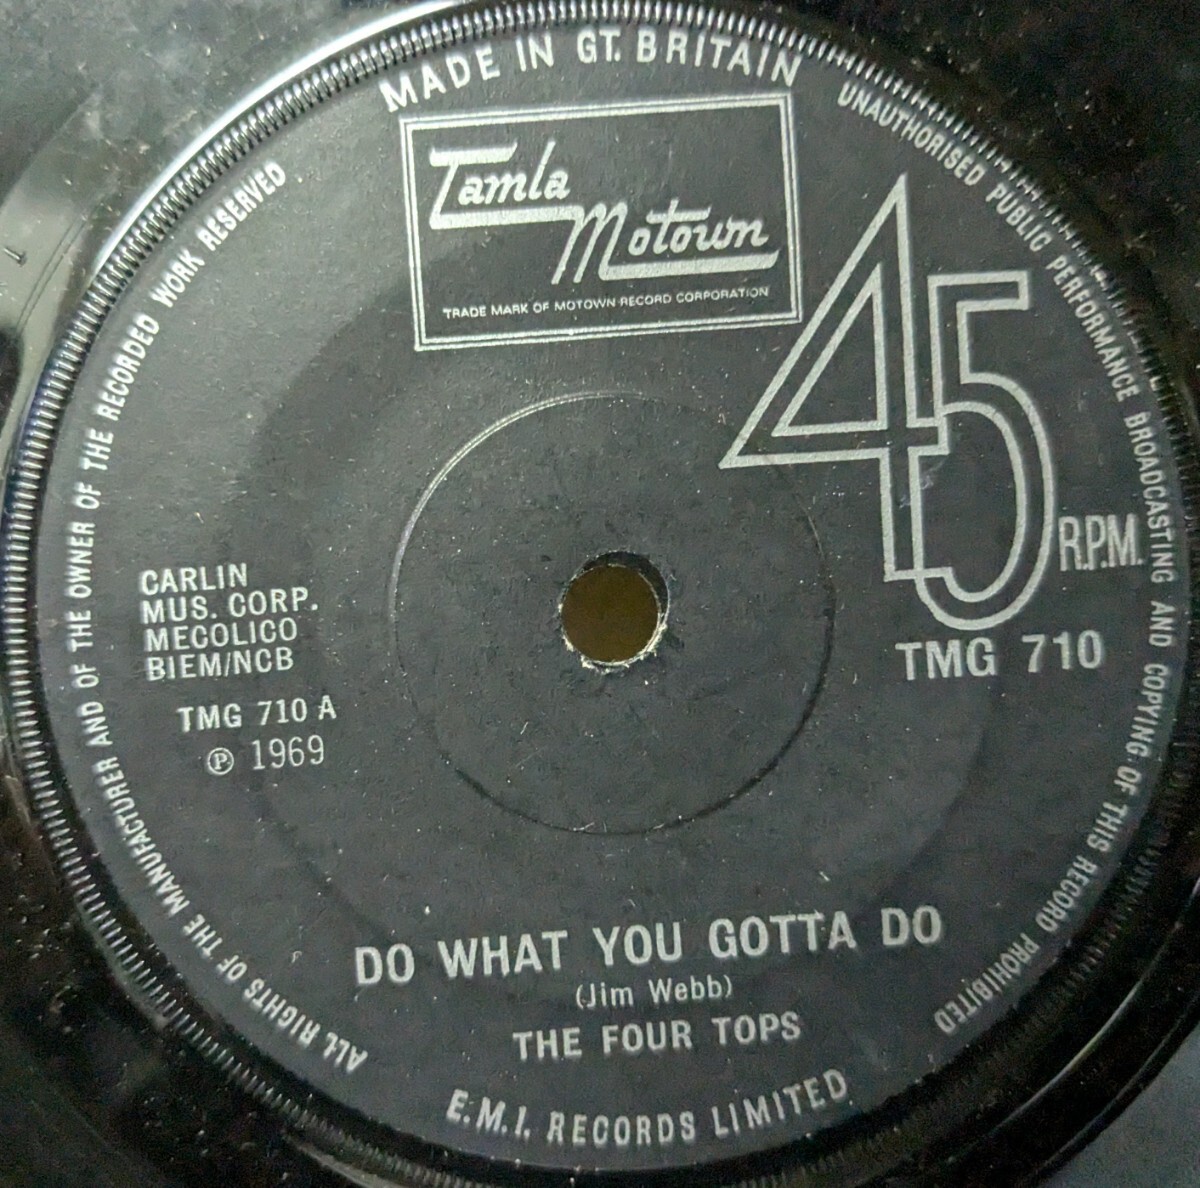 MADE IN GT. BRITAIN
Tamla
Motown
TRADE MARK OF MOTOWN RECORD CORPORATION
45
R.P.M.
TMG 710
CARLIN
MUS. CORP.
MECOLICO
BIEM/NCB
TMG 710 A
℗ 1969
DO WHAT YOU GOTTA DO
(Jim Webb)
THE FOUR TOPS
E.M.I. RECORDS LIMITED
ALL RIGHTS OF THE MANUFACTURER AND OF THE OWNER OF THE RECORDED WORK RESERVED
UNAUTHORISED PUBLIC PERFORMANCE BROADCASTING AND COPYING OF THIS RECORD PROHIBITED